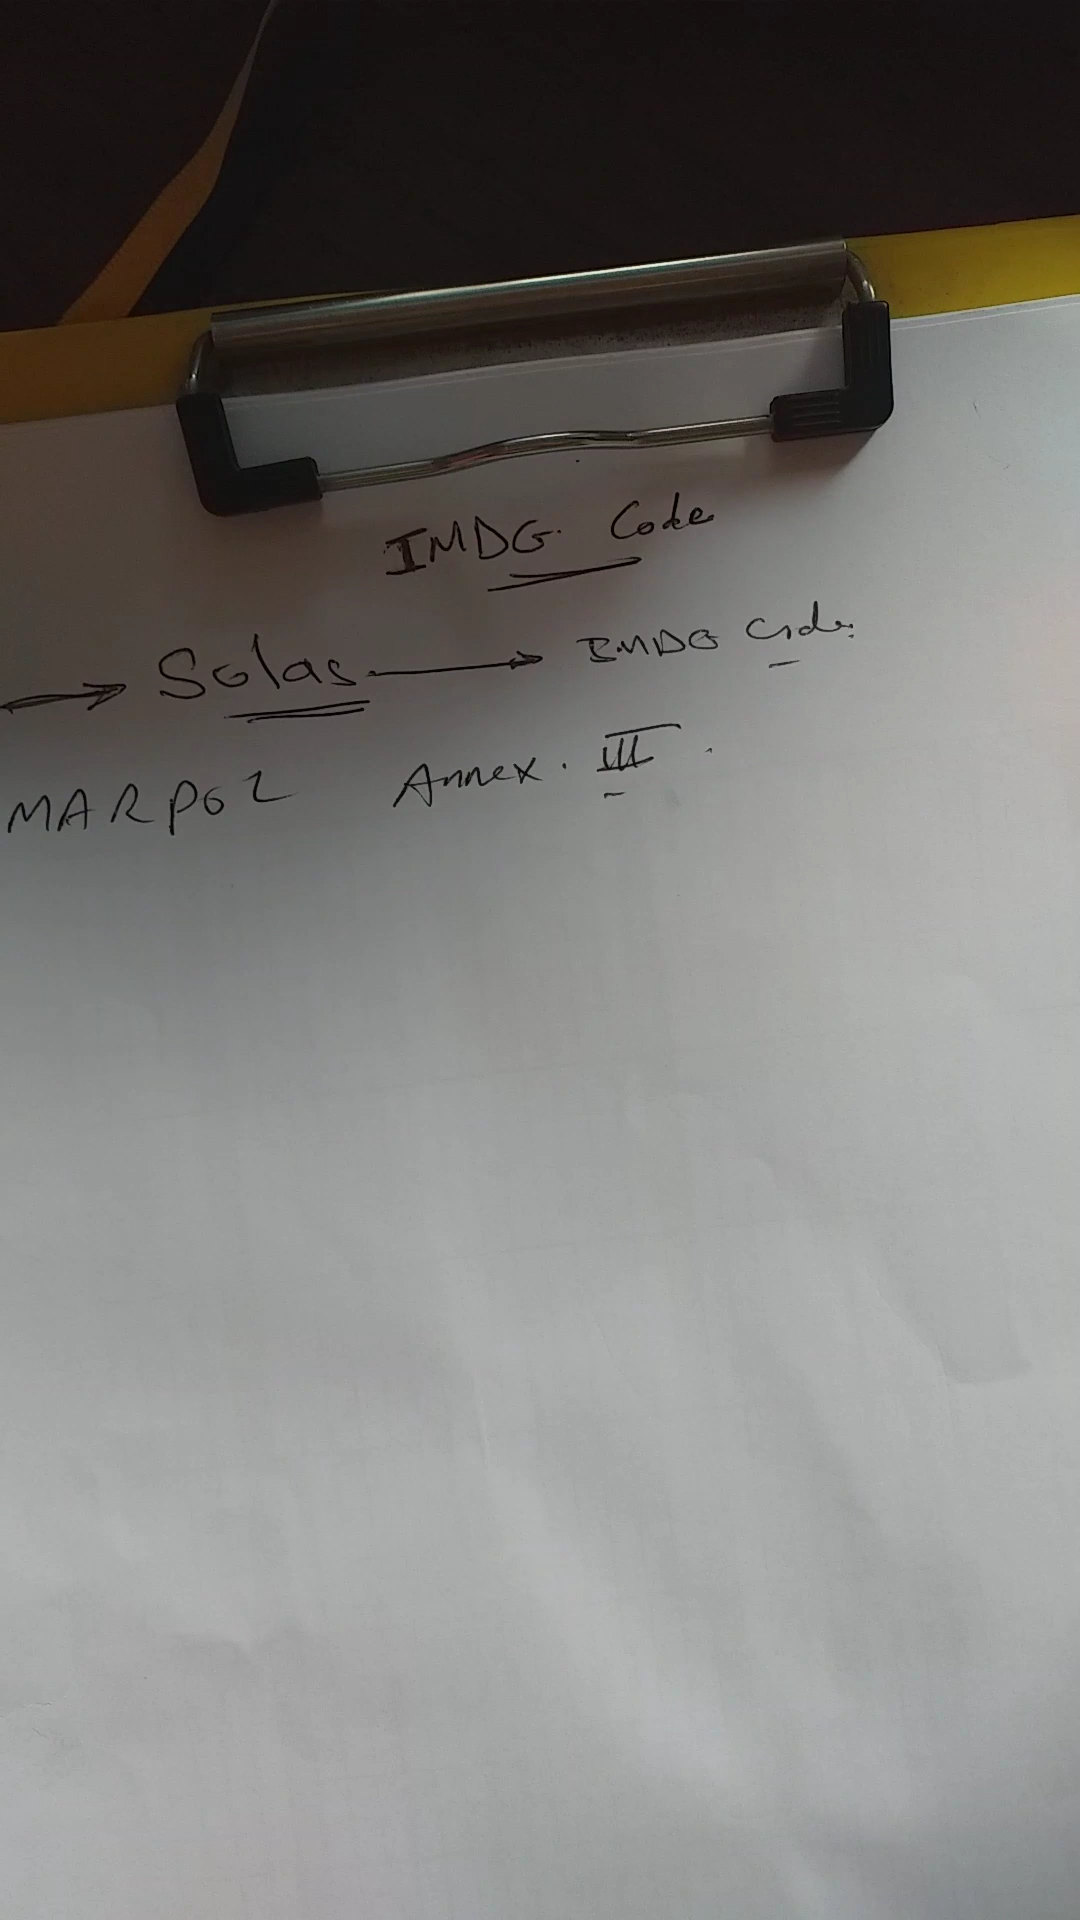 IMDG Code
→ Solas → IMDG Code
MARPOL Annex. III